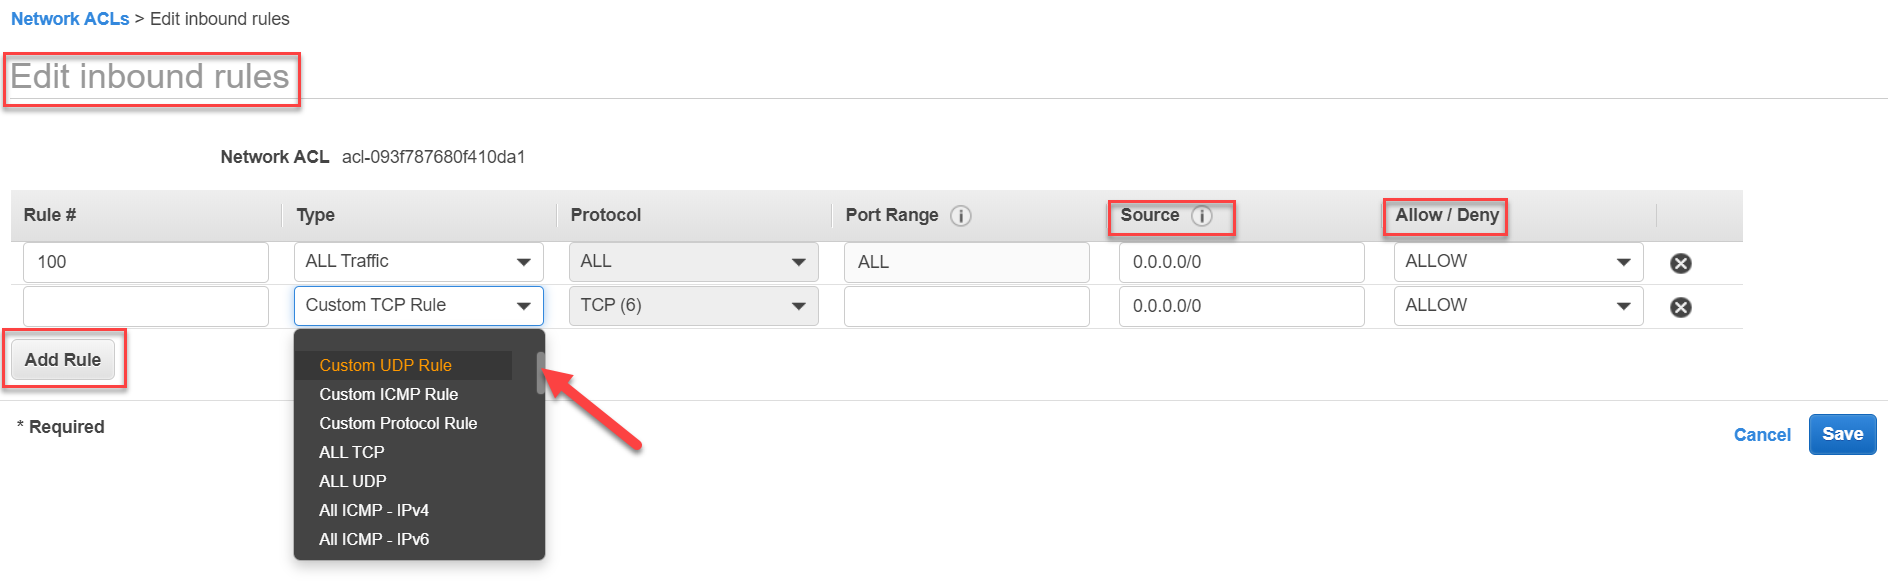 Network ACLs > Edit inbound rules
Edit inbound rules
Network ACL acl-093f787680f410da1
Rule # Type Protocol Port Range i Source i Allow / Deny
100 ALL Traffic ALL ALL 0.0.0.0/0 ALLOW
Custom TCP Rule TCP (6) 0.0.0.0/0 ALLOW
Add Rule
Custom UDP Rule
Custom ICMP Rule
Custom Protocol Rule
ALL TCP
ALL UDP
All ICMP - IPv4
All ICMP - IPv6
* Required
Cancel Save